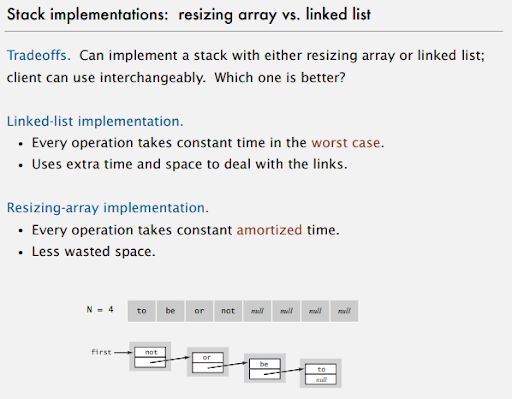 Stack implementations: resizing array vs. linked list
Tradeoffs. Can implement a stack with either resizing array or linked list;
client can use interchangeably. Which one is better?
Linked-list implementation.
• Every operation takes constant time in the worst case.
• Uses extra time and space to deal with the links.
Resizing-array implementation.
• Every operation takes constant amortized time.
• Less wasted space.
N = 4 to be or not null null null null
first not
or
be
to
null